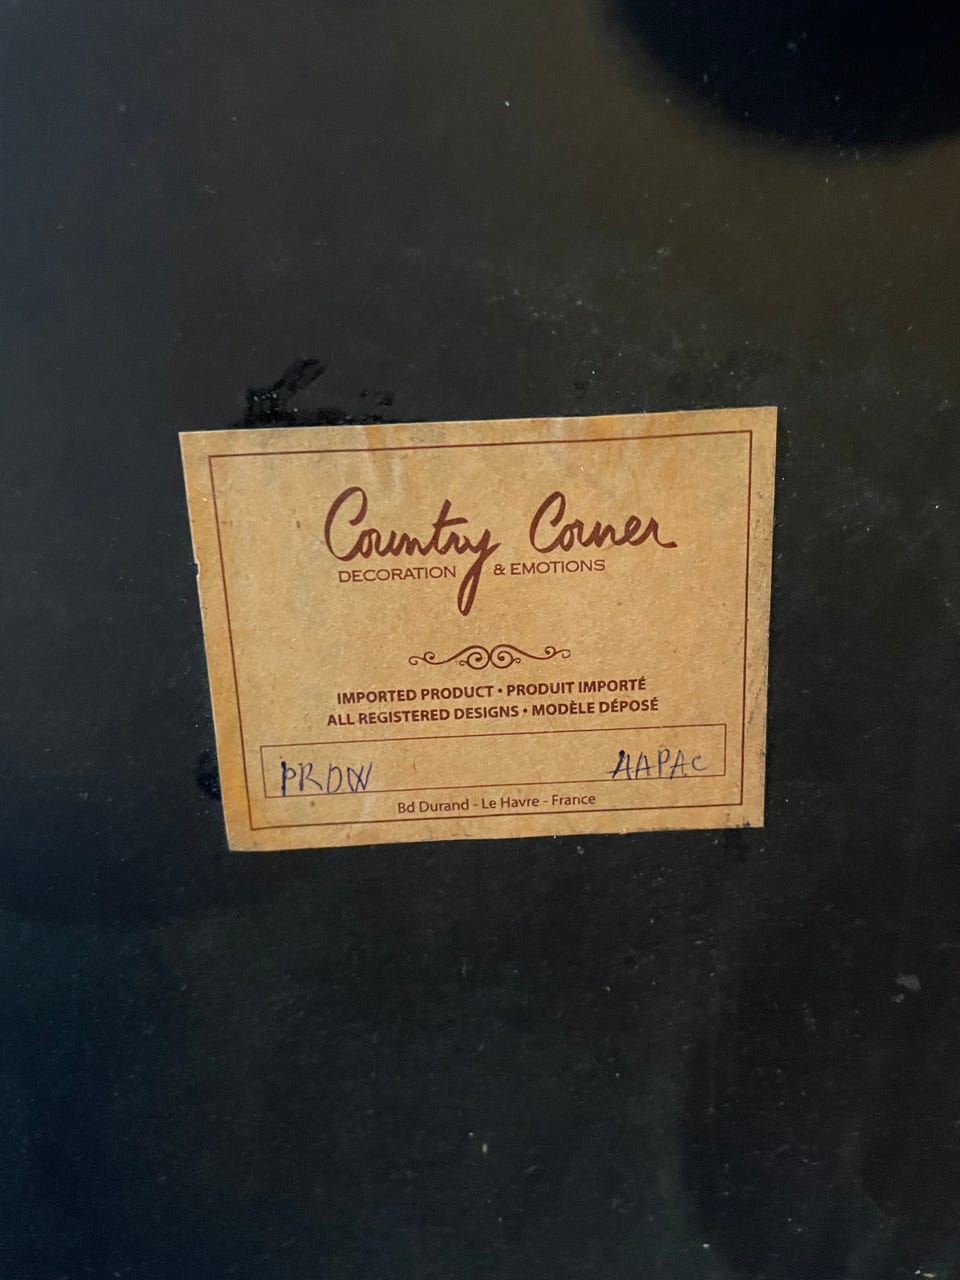 Country Corner
DECORATION & EMOTIONS
IMPORTED PRODUCT • PRODUIT IMPORTÉ
ALL REGISTERED DESIGNS • MODÈLE DÉPOSÉ
PRDW AAPAC
Bd Durand - Le Havre - France